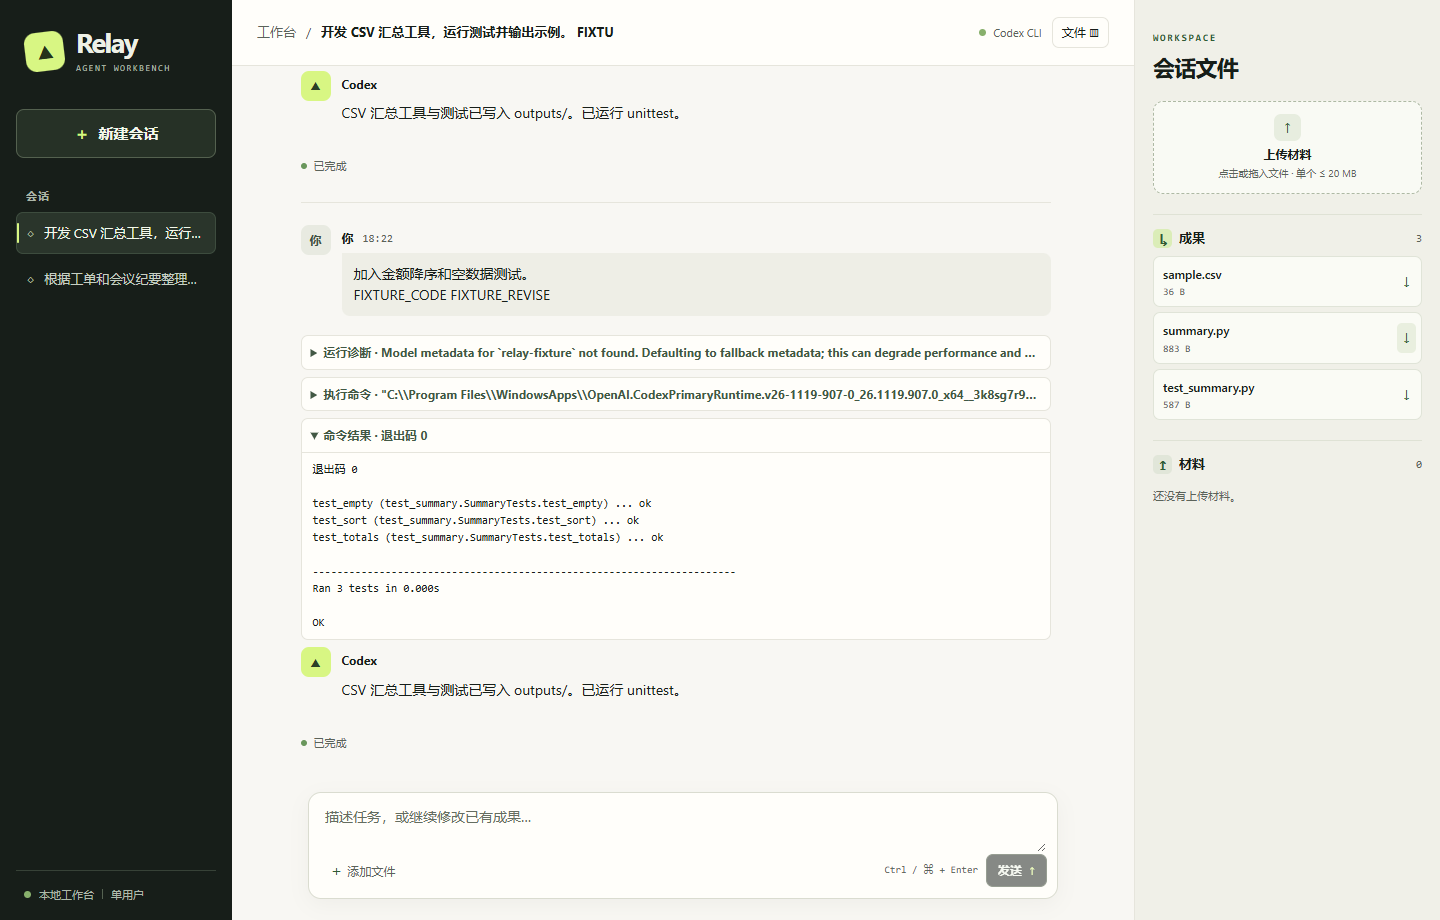 Relay
AGENT WORKBENCH
+ 新建会话
会话
开发 CSV 汇总工具，运行...
根据工单和会议纪要整理...
本地工作台 | 单用户
工作台 / 开发 CSV 汇总工具，运行测试并输出示例。 FIXTU
Codex CLI
文件
Codex
CSV 汇总工具与测试已写入 outputs/。已运行 unittest。
已完成
你
你 18:22
加入金额降序和空数据测试。
FIXTURE_CODE FIXTURE_REVISE
运行诊断 · Model metadata for `relay-fixture` not found. Defaulting to fallback metadata; this can degrade performance and ...
执行命令 · "C:\\Program Files\\WindowsApps\\OpenAI.CodexPrimaryRuntime.v26-1119-907-0_26.1119.907.0_x64__3k8sg7r9...
命令结果 · 退出码 0
退出码 0
test_empty (test_summary.SummaryTests.test_empty) ... ok
test_sort (test_summary.SummaryTests.test_sort) ... ok
test_totals (test_summary.SummaryTests.test_totals) ... ok
----------------------------------------------------------------------
Ran 3 tests in 0.000s
OK
Codex
CSV 汇总工具与测试已写入 outputs/。已运行 unittest。
已完成
描述任务，或继续修改已有成果...
+ 添加文件
Ctrl / ⌘ + Enter
发送 ↑
WORKSPACE
会话文件
↑
上传材料
点击或拖入文件 · 单个 ≤ 20 MB
成果 3
sample.csv
36 B
↓
summary.py
883 B
↓
test_summary.py
587 B
↓
材料 0
还没有上传材料。